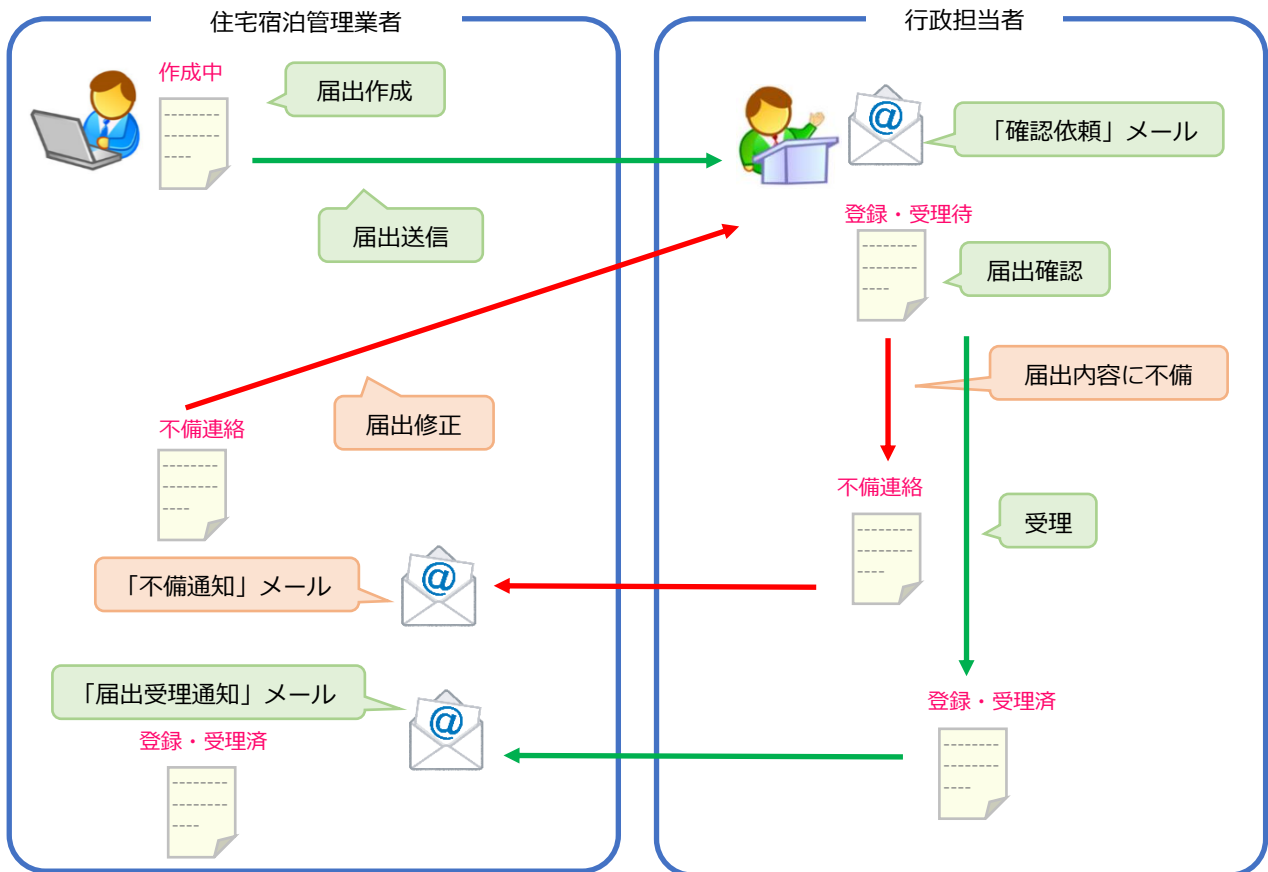 住宅宿泊管理業者
行政担当者
作成中
届出作成
「確認依頼」メール
届出送信
登録・受理待
届出確認
届出内容に不備
届出修正
不備連絡
不備連絡
受理
「不備通知」メール
「届出受理通知」メール
登録・受理済
登録・受理済